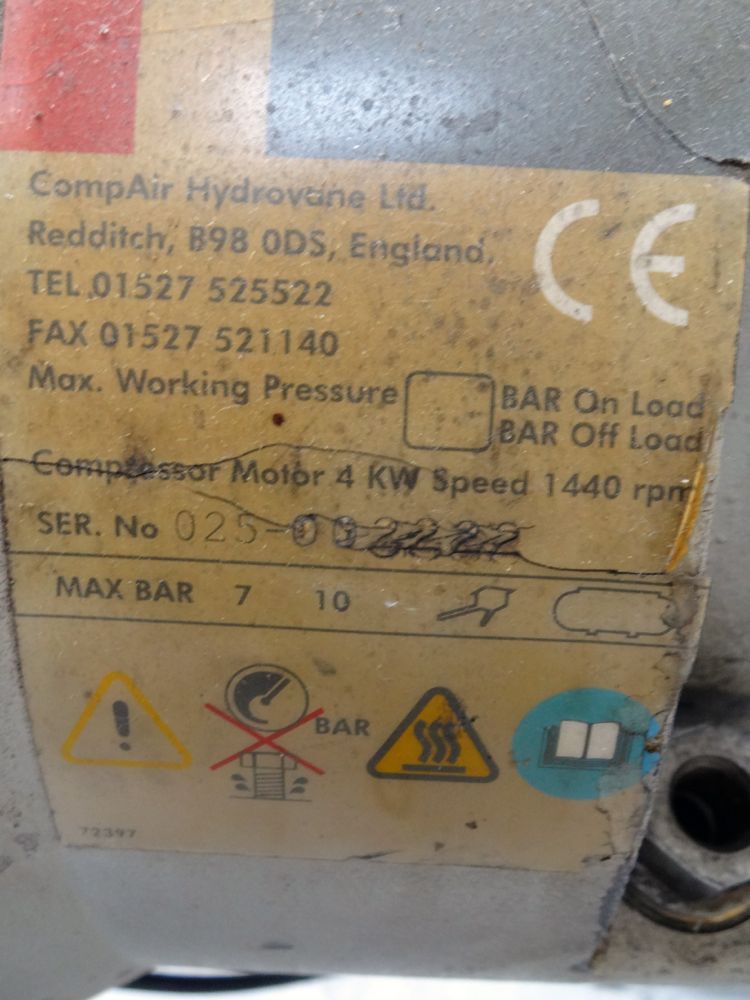 CompAir Hydrovane Ltd.
Redditch, B98 0DS, England.
TEL 01527 525522
FAX 01527 521140
Max. Working Pressure
BAR On Load
BAR Off Load
Compressor Motor 4 KW Speed 1440 rpm
SER. No 025-002222
MAX BAR 7 10
BAR
72397
CE